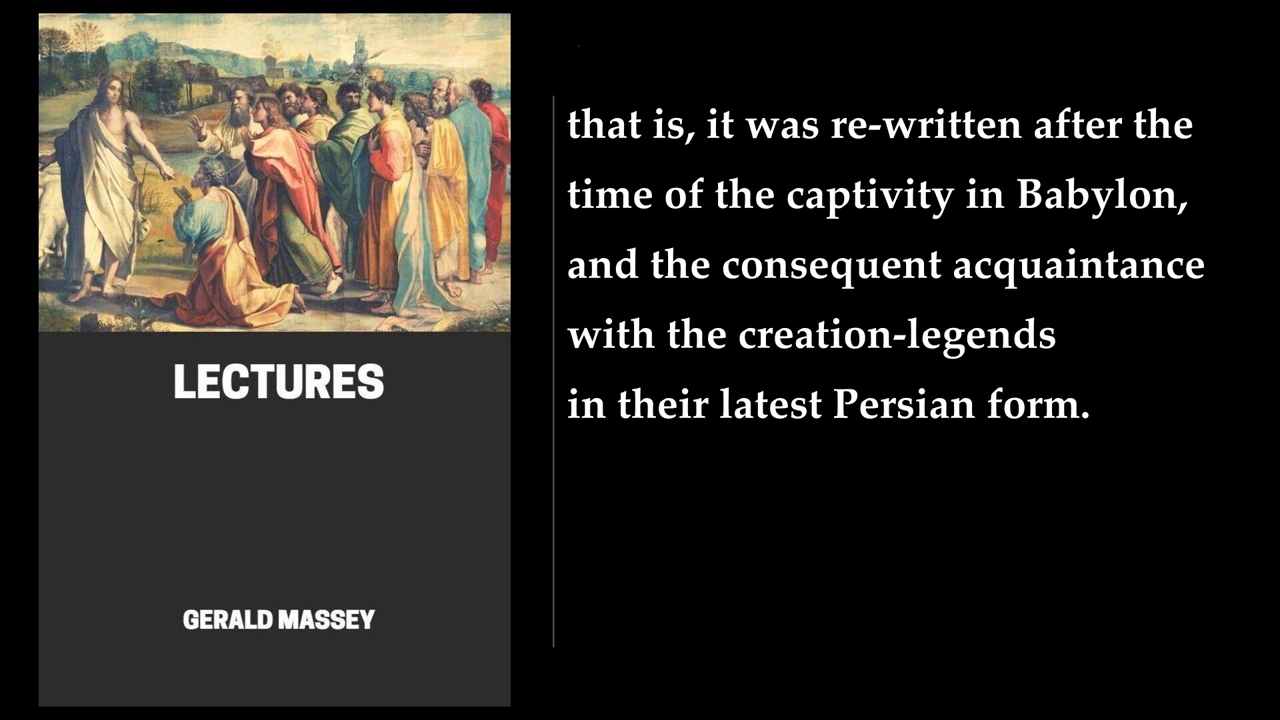 LECTURES
GERALD MASSEY
that is, it was re-written after the
time of the captivity in Babylon,
and the consequent acquaintance
with the creation-legends
in their latest Persian form.